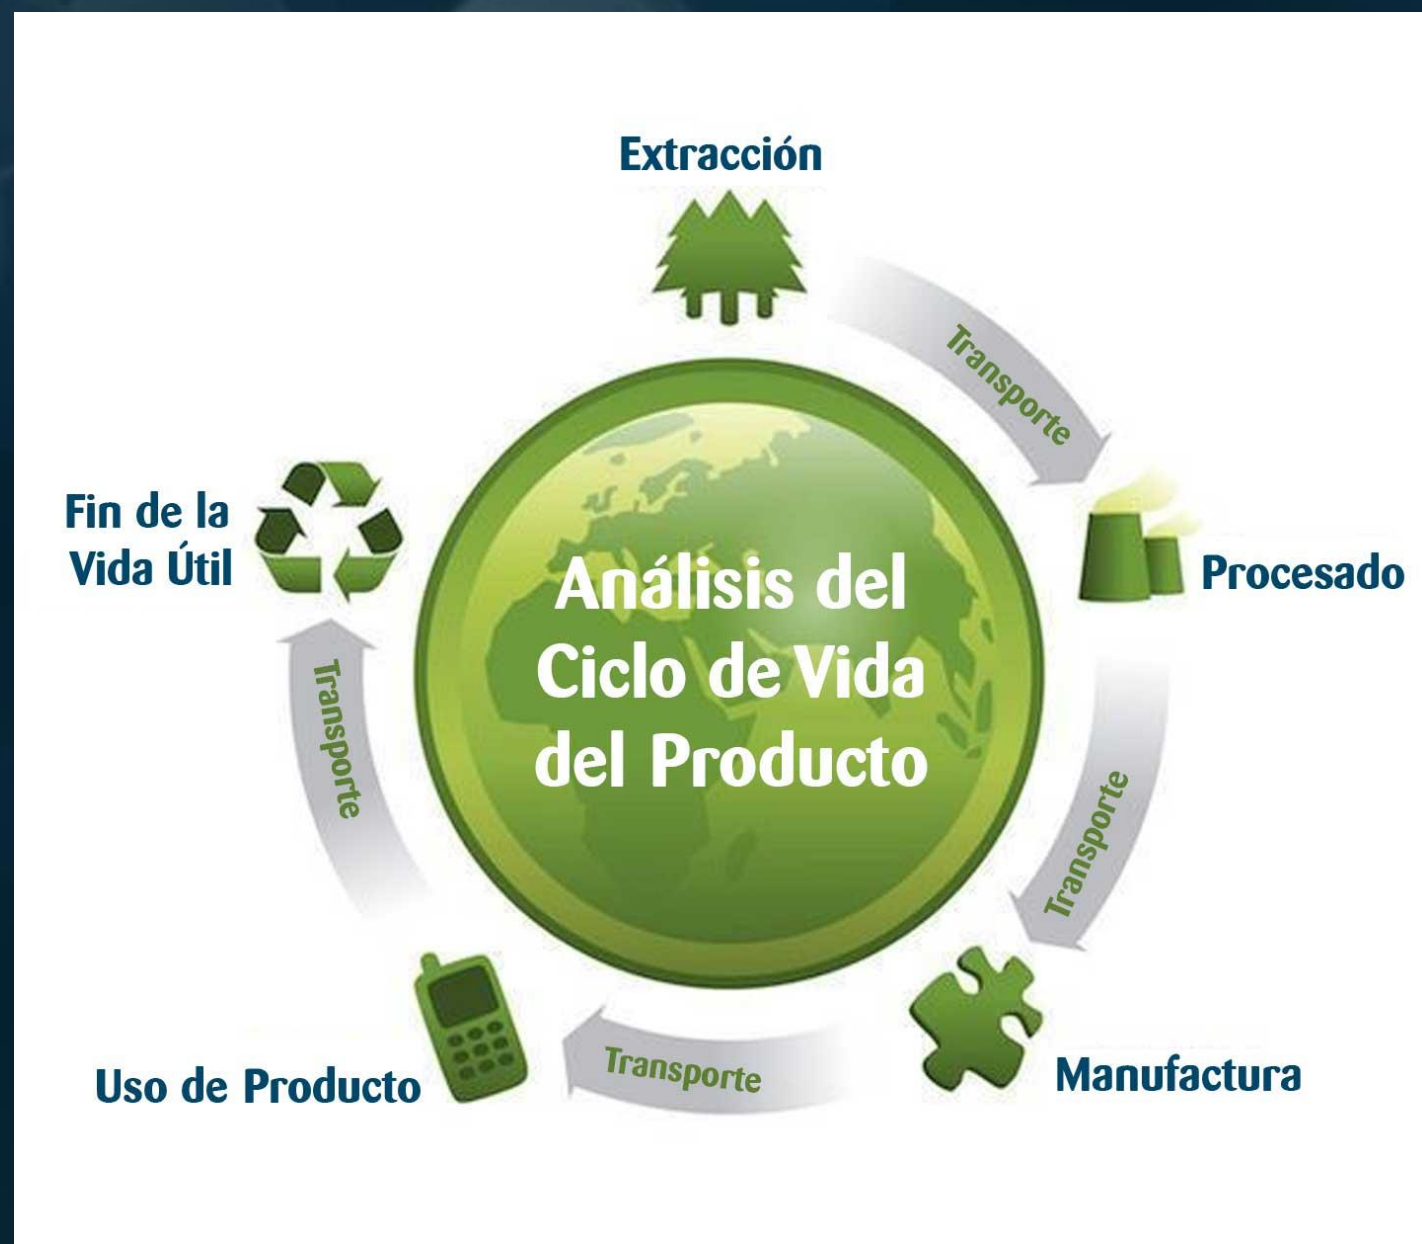 Extracción
Transporte
Procesado
Transporte
Manufactura
Transporte
Uso de Producto
Transporte
Fin de la
Vida Útil
Análisis del
Ciclo de Vida
del Producto